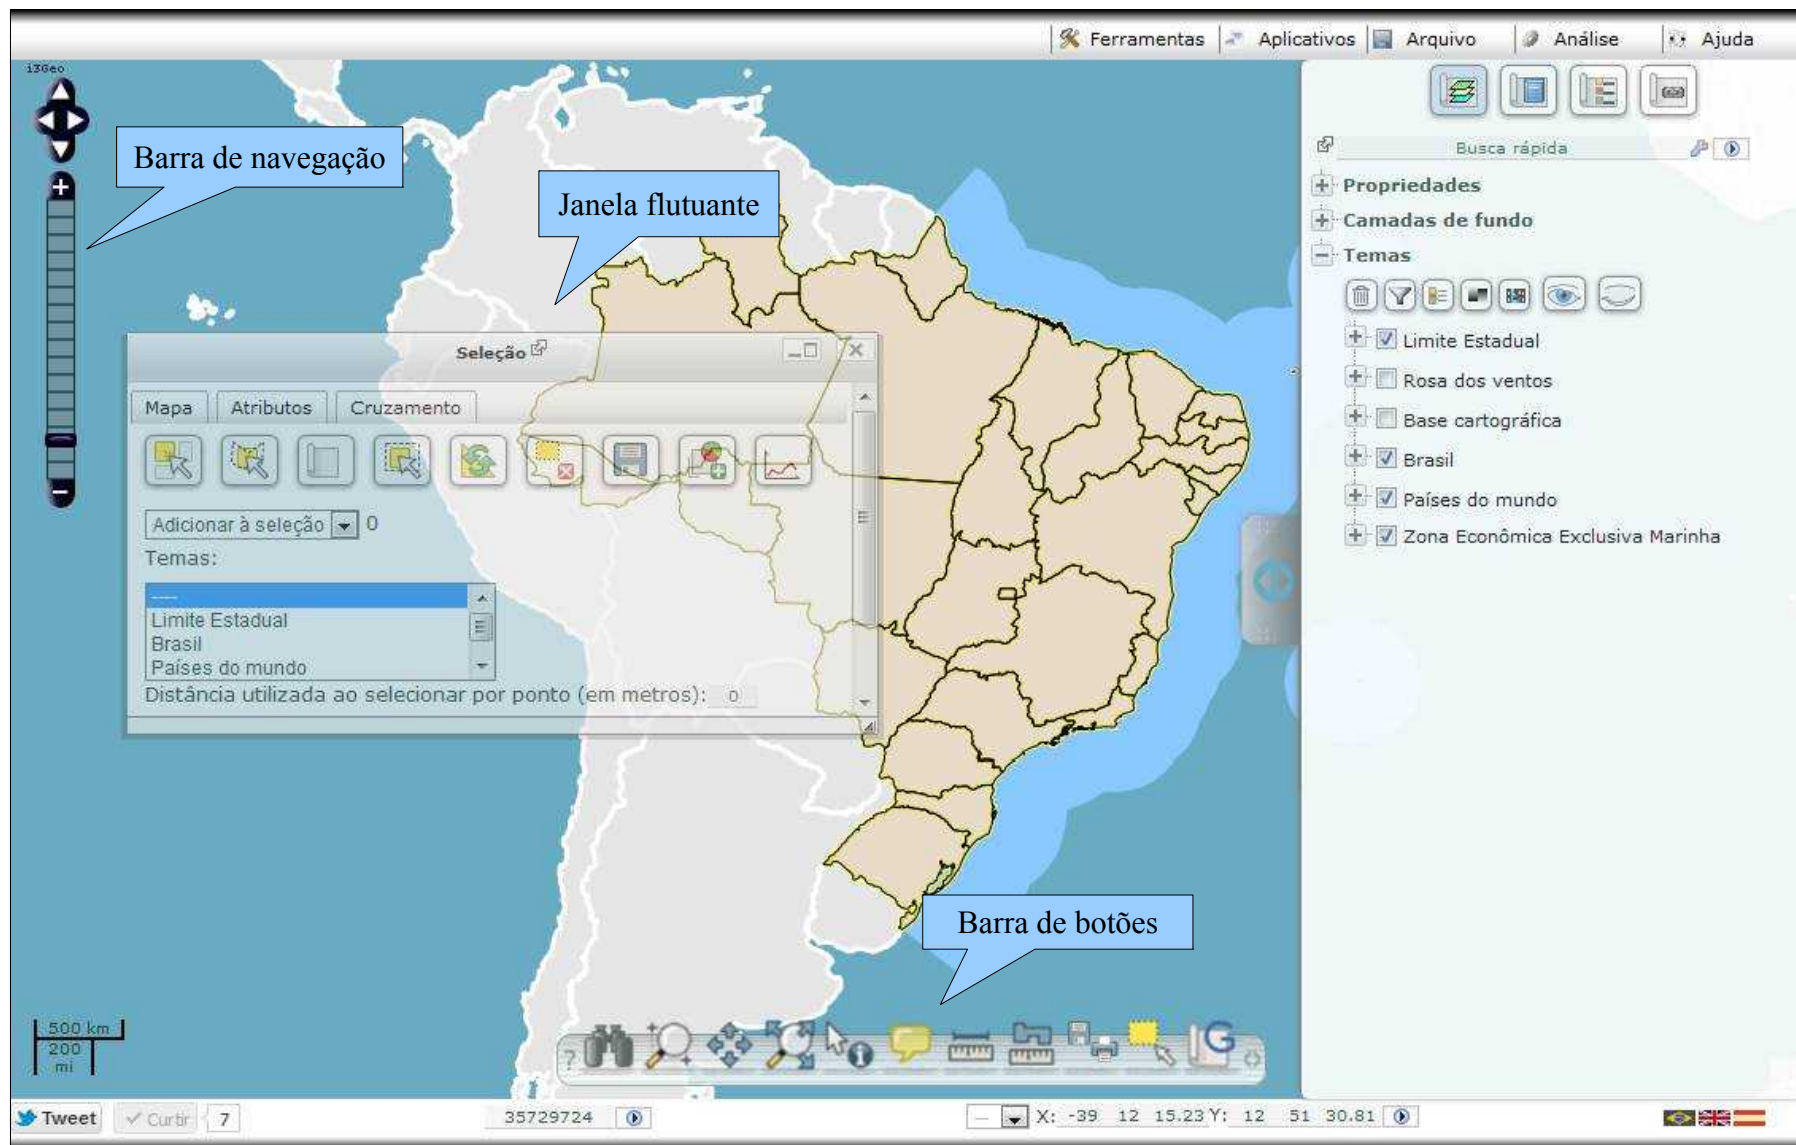 Ferramentas Aplicativos Arquivo Análise Ajuda
i3Geo
Barra de navegação
Janela flutuante
Busca rápida
Propriedades
Camadas de fundo
Temas
Limite Estadual
Rosa dos ventos
Base cartográfica
Brasil
Países do mundo
Zona Econômica Exclusiva Marinha
Seleção
Mapa Atributos Cruzamento
Adicionar à seleção 0
Temas:
----
Limite Estadual
Brasil
Países do mundo
Distância utilizada ao selecionar por ponto (em metros): 0
Barra de botões
500 km
200
mi
? G
Tweet Curtir 7 35729724 X: -39 12 15.23 Y: 12 51 30.81